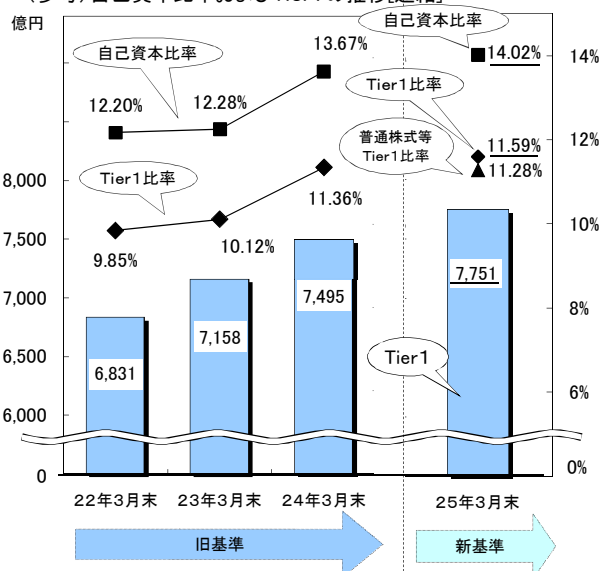 億円
自己資本比率
13.67%
自己資本比率
14.02%
14%
12.20%
12.28%
Tier1比率
12%
普通株式等
Tier1比率
11.59%
11.28%
8,000
Tier1比率
11.36%
10%
7,500
9.85%
10.12%
7,751
7,000
7,495
8%
7,158
6,500
6,831
Tier1
6,000
6%
0
0%
22年3月末
23年3月末
24年3月末
25年3月末
旧基準
新基準